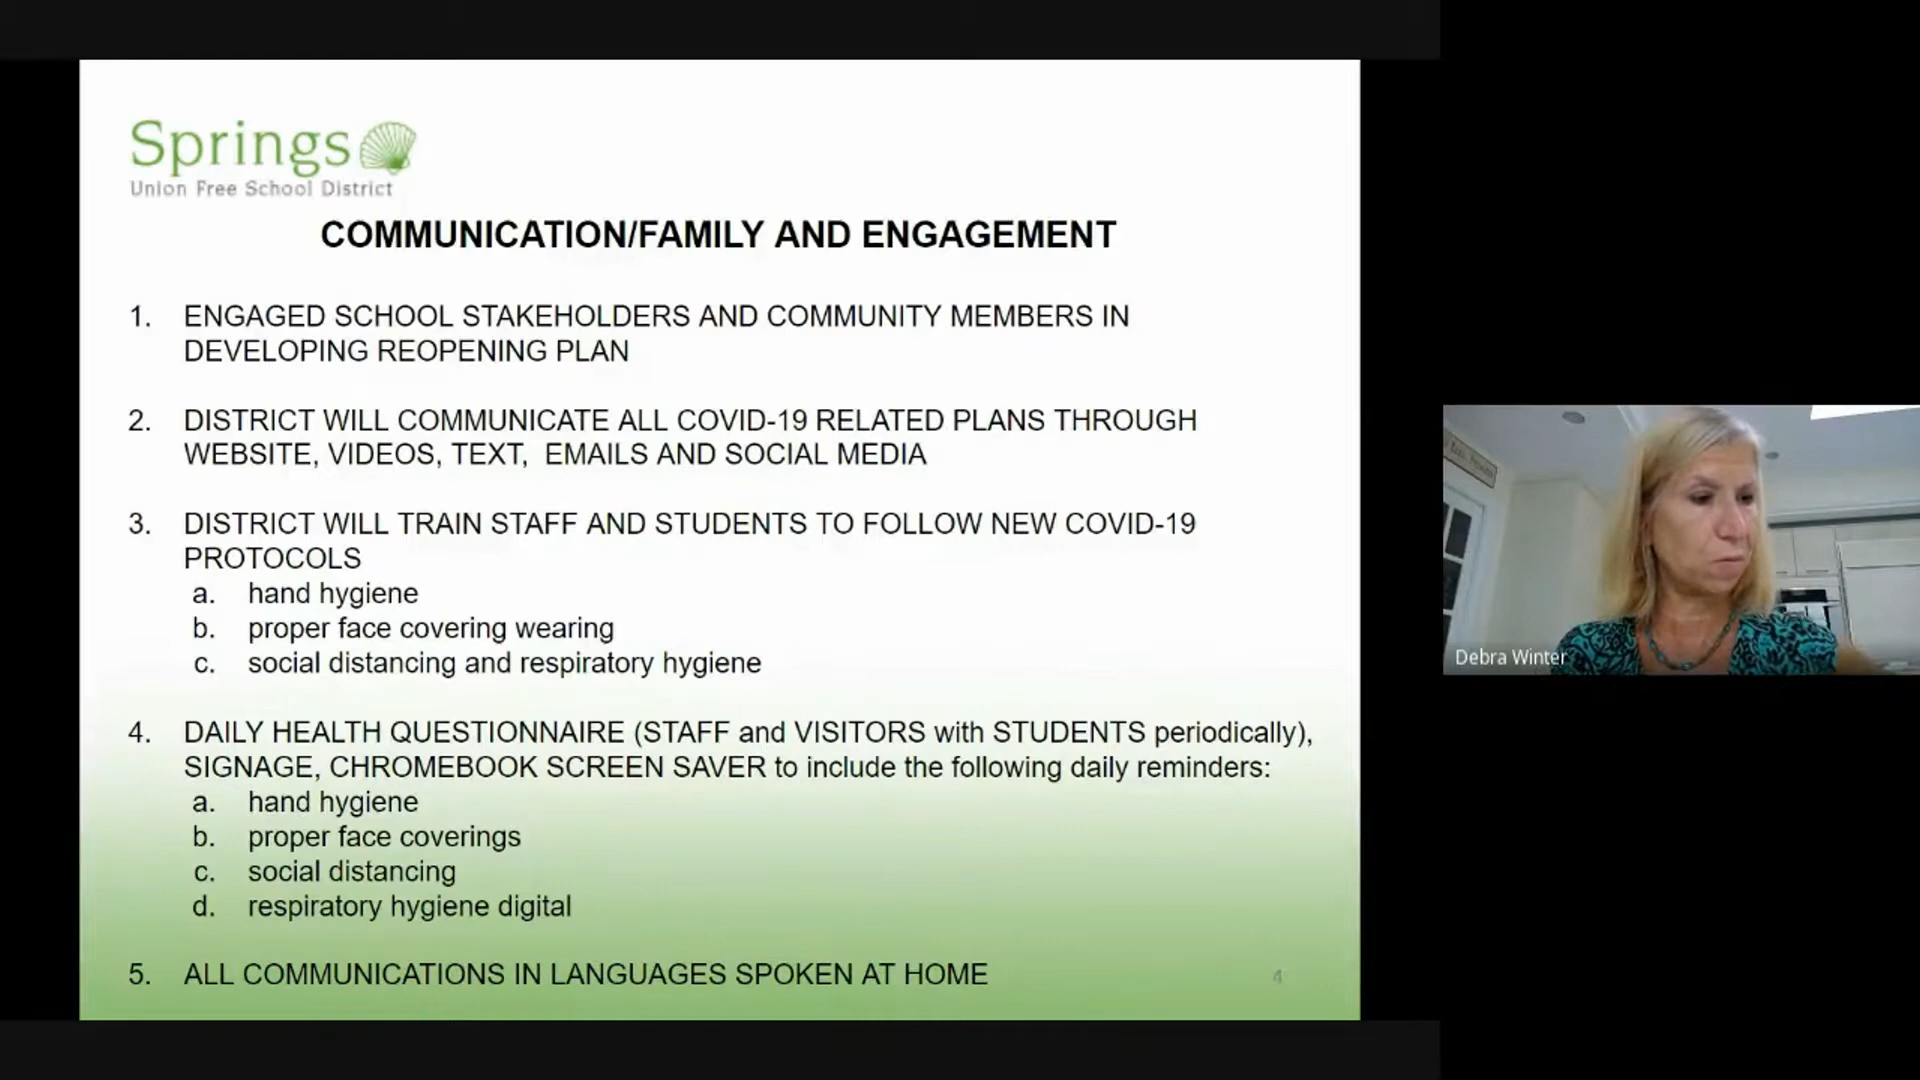 Springs
Union Free School District
COMMUNICATION/FAMILY AND ENGAGEMENT
1. ENGAGED SCHOOL STAKEHOLDERS AND COMMUNITY MEMBERS IN
DEVELOPING REOPENING PLAN
2. DISTRICT WILL COMMUNICATE ALL COVID-19 RELATED PLANS THROUGH
WEBSITE, VIDEOS, TEXT, EMAILS AND SOCIAL MEDIA
3. DISTRICT WILL TRAIN STAFF AND STUDENTS TO FOLLOW NEW COVID-19
PROTOCOLS
a. hand hygiene
b. proper face covering wearing
c. social distancing and respiratory hygiene
4. DAILY HEALTH QUESTIONNAIRE (STAFF and VISITORS with STUDENTS periodically),
SIGNAGE, CHROMEBOOK SCREEN SAVER to include the following daily reminders:
a. hand hygiene
b. proper face coverings
c. social distancing
d. respiratory hygiene digital
5. ALL COMMUNICATIONS IN LANGUAGES SPOKEN AT HOME
4
Debra Winter